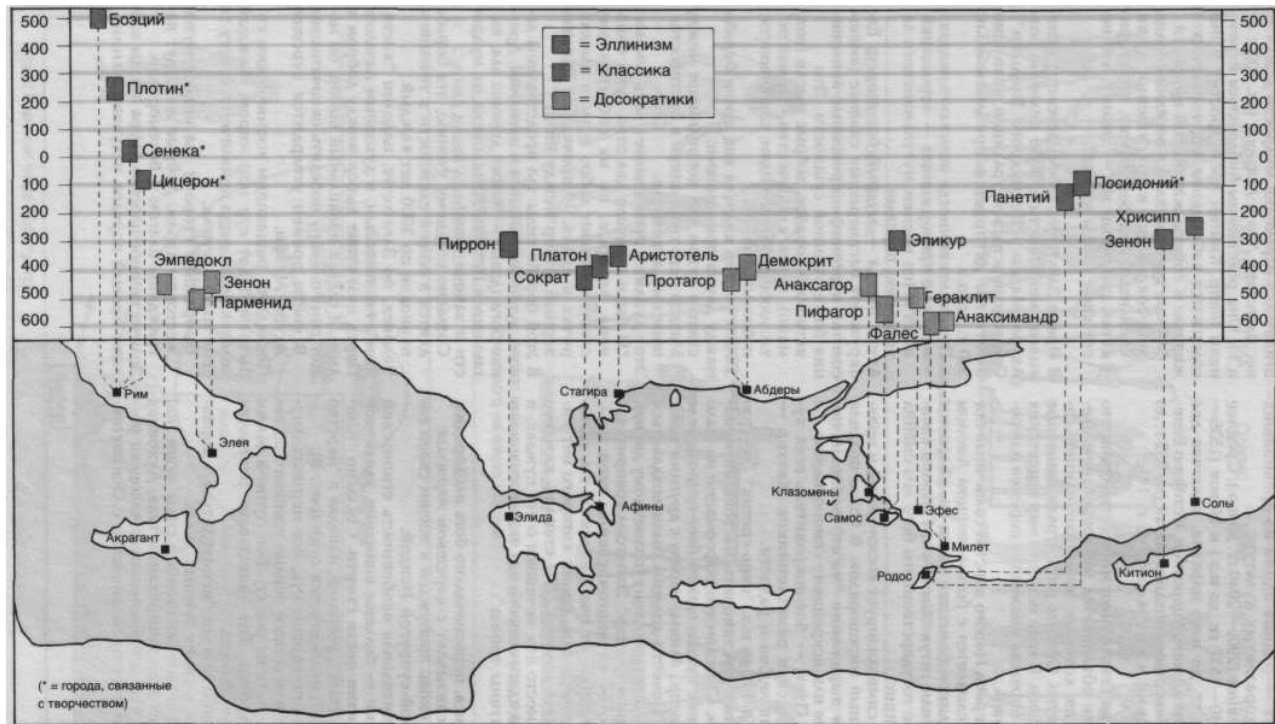 500
400
300
200
100
0
100
200
300
400
500
600
Боэций
Плотин*
Сенека*
Цицерон*
Эмпедокл
Зенон
Парменид
= Эллинизм
= Классика
= Досократики
Пиррон
Платон
Аристотель
Сократ
Протагор
Демокрит
Эпикур
Анаксагор
Пифагор
Гераклит
Фалес
Анаксимандр
Панетий
Посидоний*
Хрисипп
Зенон
500
400
300
200
100
0
100
200
300
400
500
600
Рим
Элея
Акрагант
Стагира
Абдеры
Элида
Афины
Клазомены
Самос
Эфес
Милет
Родос
Солы
Китион
(* = города, связанные
с творчеством)